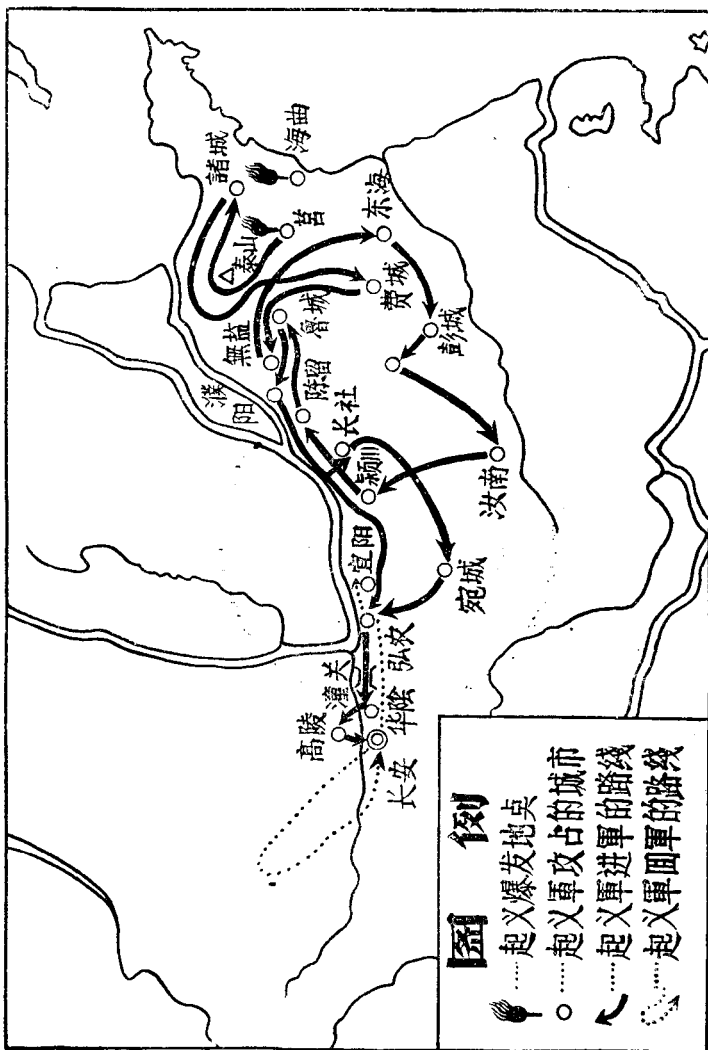 諸城
海曲
莒
泰山
东海
费城
魯城
無盐
彭城
濮阳
陈留
长社
颍川
汝南
宜阳
宛城
弘农
潼关
华陰
高陵
长安
圖例
起义爆发地点
起义軍攻占的城市
起义軍进軍的路线
起义軍回軍的路线